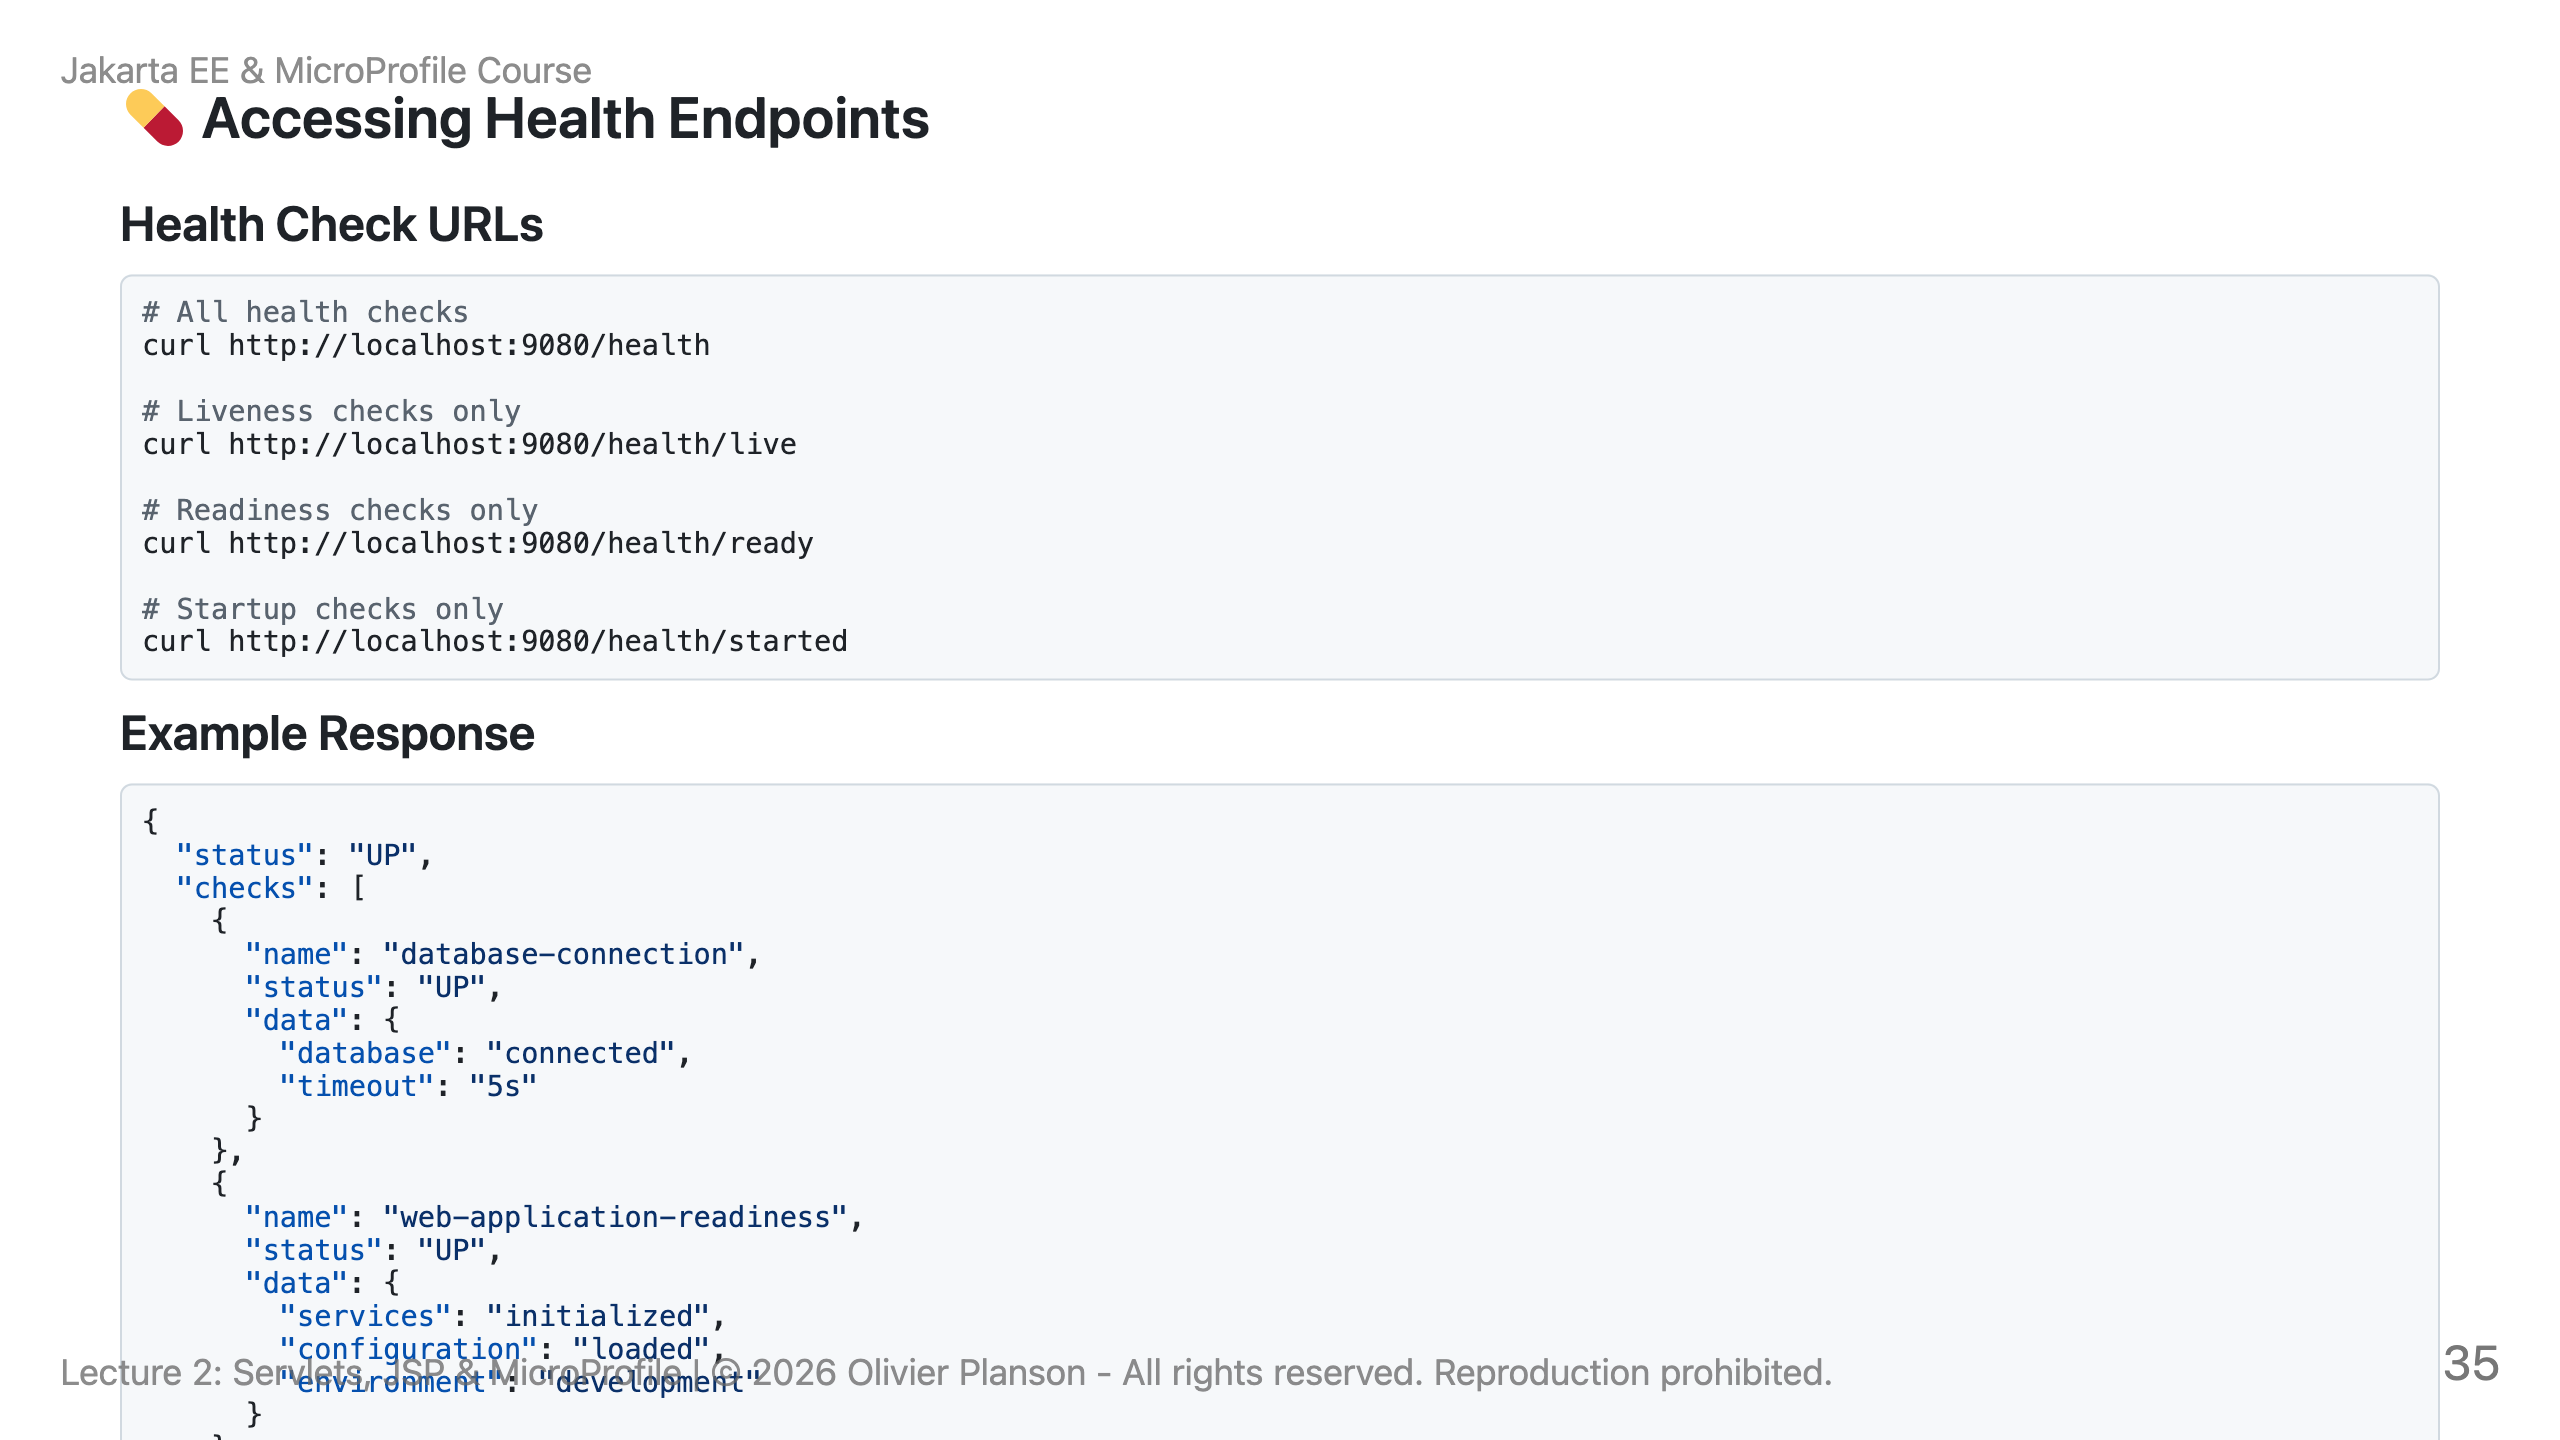 Jakarta EE & MicroProfile Course
💊 Accessing Health Endpoints
Health Check URLs
# All health checks
curl http://localhost:9080/health
# Liveness checks only
curl http://localhost:9080/health/live
# Readiness checks only
curl http://localhost:9080/health/ready
# Startup checks only
curl http://localhost:9080/health/started
Example Response
{
  "status": "UP",
  "checks": [
    {
      "name": "database-connection",
      "status": "UP",
      "data": {
        "database": "connected",
        "timeout": "5s"
      }
    },
    {
      "name": "web-application-readiness",
      "status": "UP",
      "data": {
        "services": "initialized",
        "configuration": "loaded",
        "environment": "development"
      }
    }
Lecture 2: Servlets, JSP & MicroProfile | © 2026 Olivier Planson - All rights reserved. Reproduction prohibited.
35